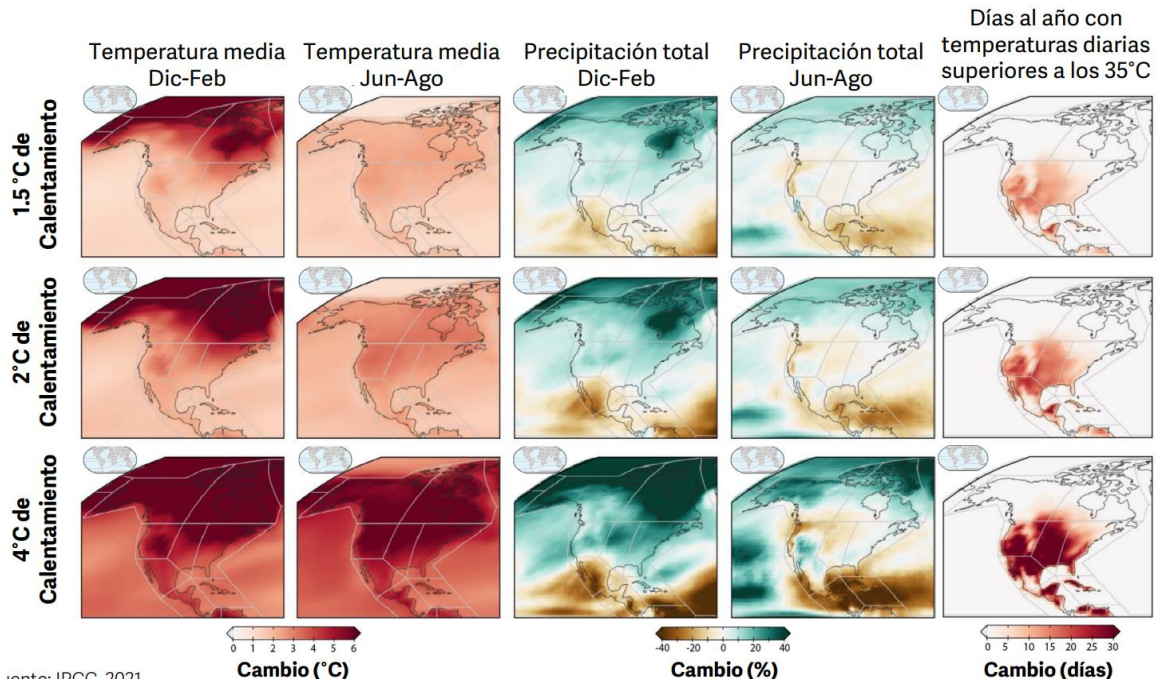 Temperatura media
Dic-Feb
Temperatura media
Jun-Ago
Precipitación total
Dic-Feb
Precipitación total
Jun-Ago
Días al año con
temperaturas diarias
superiores a los 35°C
1.5 °C de
Calentamiento
2°C de
Calentamiento
4°C de
Calentamiento
0 1 2 3 4 5 6
Cambio (°C)
-40 -20 0 20 40
Cambio (%)
0 5 10 15 20 25 30
Cambio (días)
IPCC, 2021